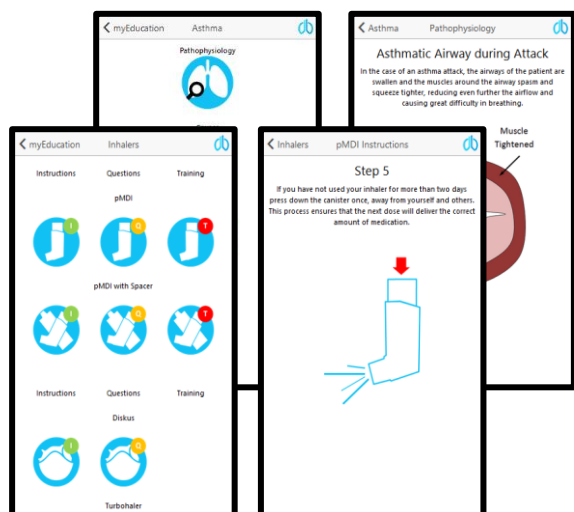 myEducation Asthma
Pathophysiology
Asthma Pathophysiology
Asthmatic Airway during Attack
In the case of an asthma attack, the airways of the patient are
swollen and the muscles around the airway spasm and
squeeze tighter, reducing even further the airflow and
causing great difficulty in breathing.
Muscle
Tightened
myEducation Inhalers
Instructions Questions Training
pMDI
I Q T
pMDI with Spacer
I Q T
Instructions Questions Training
Diskus
I Q
Turbohaler
Inhalers pMDI Instructions
Step 5
If you have not used your inhaler for more than two days
press down the canister once, away from yourself and others.
This process ensures that the next dose will deliver the correct
amount of medication.